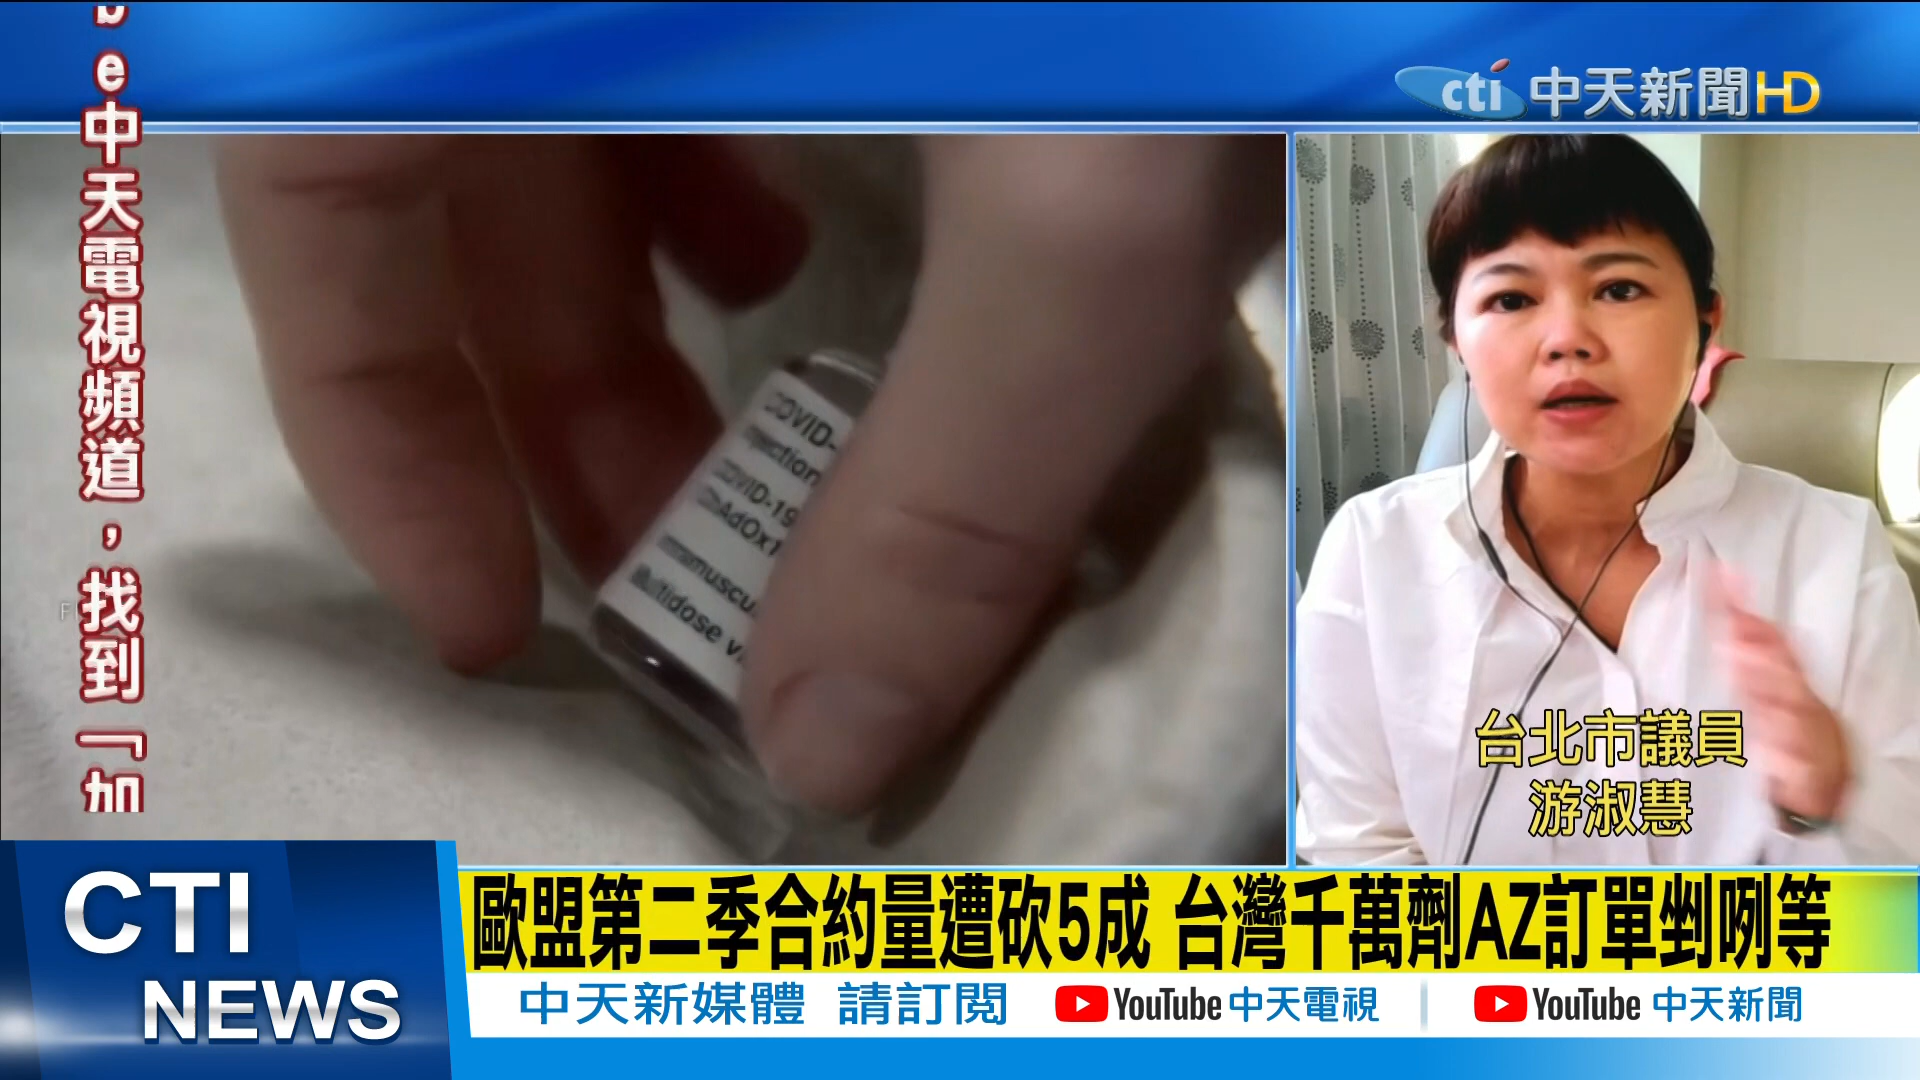 be中天電視頻道，找到「加
cti 中天新聞HD
COVID-
Injection
COVID-19
ChAdOx1
Intramuscu
Multidose v
台北市議員
游淑慧
歐盟第二季合約量遭砍5成 台灣千萬劑AZ訂單剉咧等
CTI
NEWS
中天新媒體 請訂閱 YouTube 中天電視 | YouTube 中天新聞